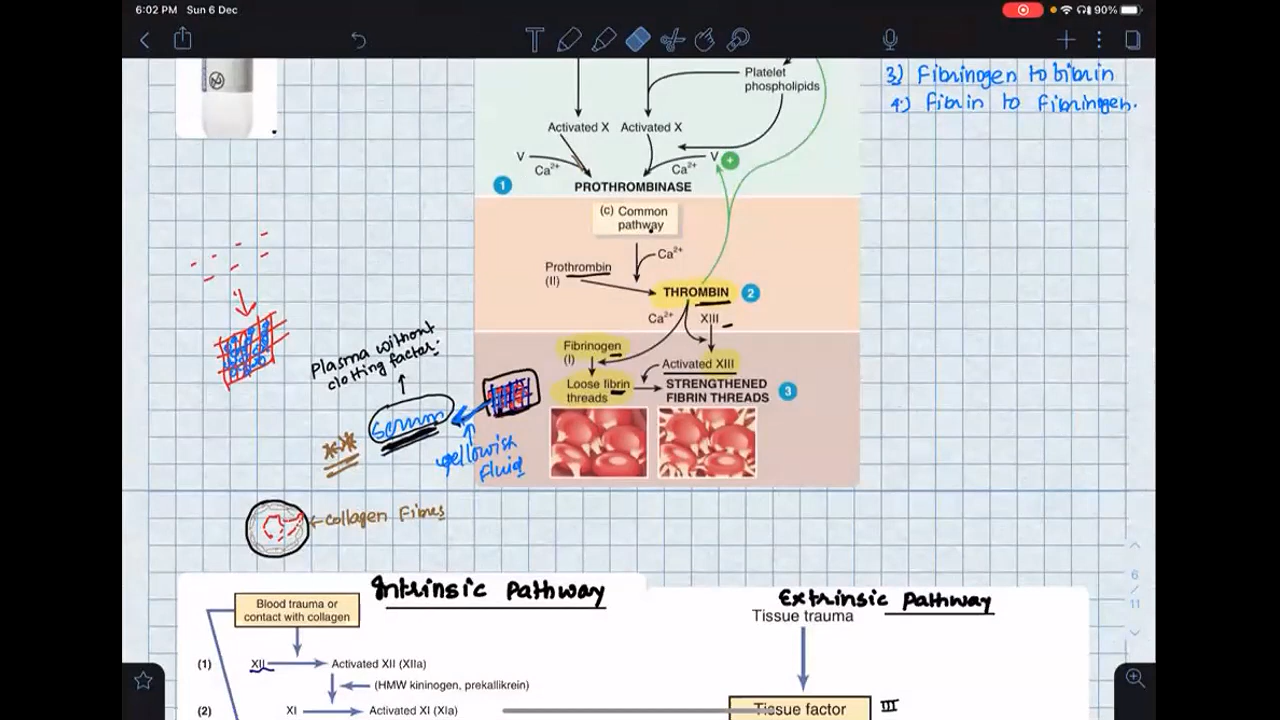 6:02 PM Sun 6 Dec
90%
3) Fibrinogen to bibrin
4.) Fibrin to Fibringen.
Platelet
phospholipids
Activated X Activated X
V Ca²⁺ Ca²⁺ V +
1 PROTHROMBINASE
(c) Common
pathway
Ca²⁺
Prothrombin
(II)
THROMBIN 2
Ca²⁺ XIII
Fibrinogen
(I)
Activated XIII
Loose fibrin
threads
STRENGTHENED
FIBRIN THREADS 3
Plasma without
clotting factor.
serum
yellowish
fluid
collagen Fibres
6
/
11
Intrinsic Pathway
Extrinsic Pathway
Blood trauma or
contact with collagen
Tissue trauma
(1) XII Activated XII (XIIa)
(HMW kininogen, prekallikrein)
(2) XI Activated XI (XIa)
Tissue factor III